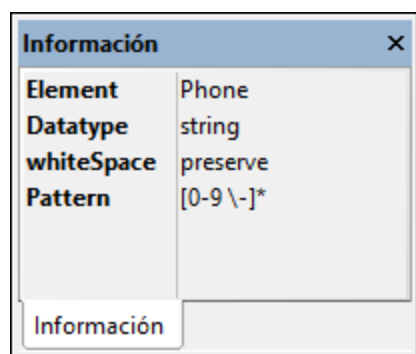 Información ×
Element Phone
Datatype string
whiteSpace preserve
Pattern [0-9 \-]*
Información